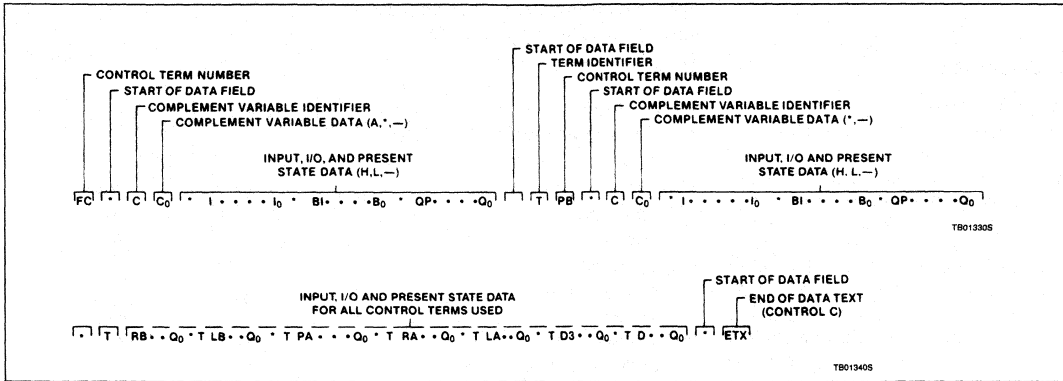 START OF DATA FIELD
TERM IDENTIFIER
CONTROL TERM NUMBER
CONTROL TERM NUMBER
START OF DATA FIELD
START OF DATA FIELD
COMPLEMENT VARIABLE IDENTIFIER
COMPLEMENT VARIABLE IDENTIFIER
COMPLEMENT VARIABLE DATA (A,*,—)
COMPLEMENT VARIABLE DATA (*,—)
INPUT, I/O, AND PRESENT
STATE DATA (H,L,—)
INPUT, I/O AND PRESENT
STATE DATA (H, L,—)
FC * C C₀ * I • • • • • I₀ * BI • • • • B₀ * QP • • • • Q₀ T PB * C C₀ * I • • • • • I₀ * BI • • • • B₀ * QP • • • • Q₀
TB01330S
START OF DATA FIELD
INPUT, I/O AND PRESENT STATE DATA
FOR ALL CONTROL TERMS USED
END OF DATA TEXT
(CONTROL C)
* T RB • • Q₀ * T LB • • Q₀ * T PA • • • Q₀ * T RA • • Q₀ * T LA • • Q₀ * T D3 • • Q₀ * T D • • Q₀ * ETX
TB01340S